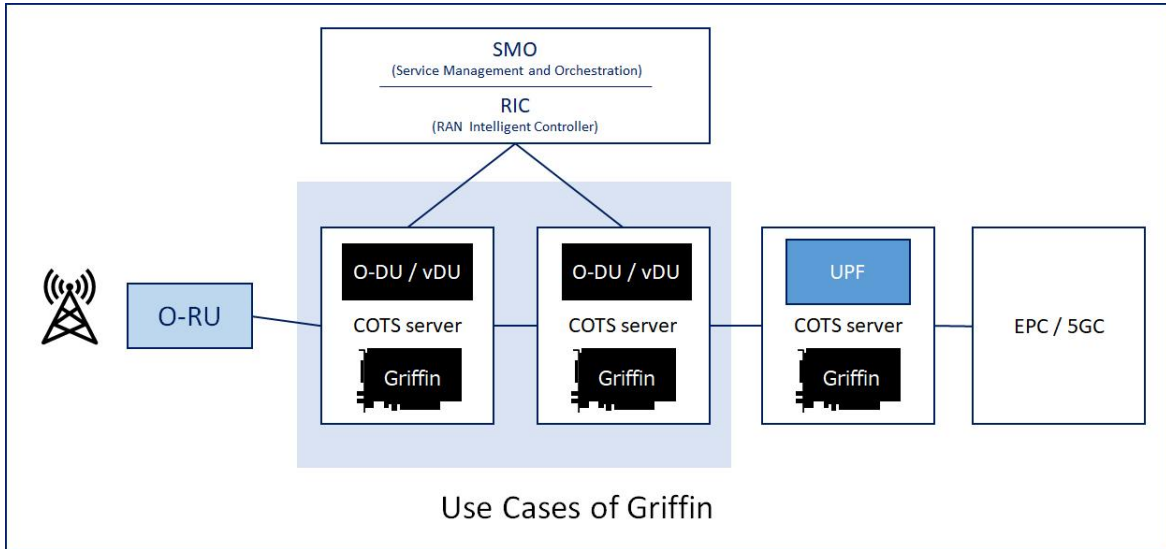 SMO
(Service Management and Orchestration)
RIC
(RAN Intelligent Controller)
O-RU
O-DU / vDU
COTS server
Griffin
O-DU / vDU
COTS server
Griffin
UPF
COTS server
Griffin
EPC / 5GC
Use Cases of Griffin